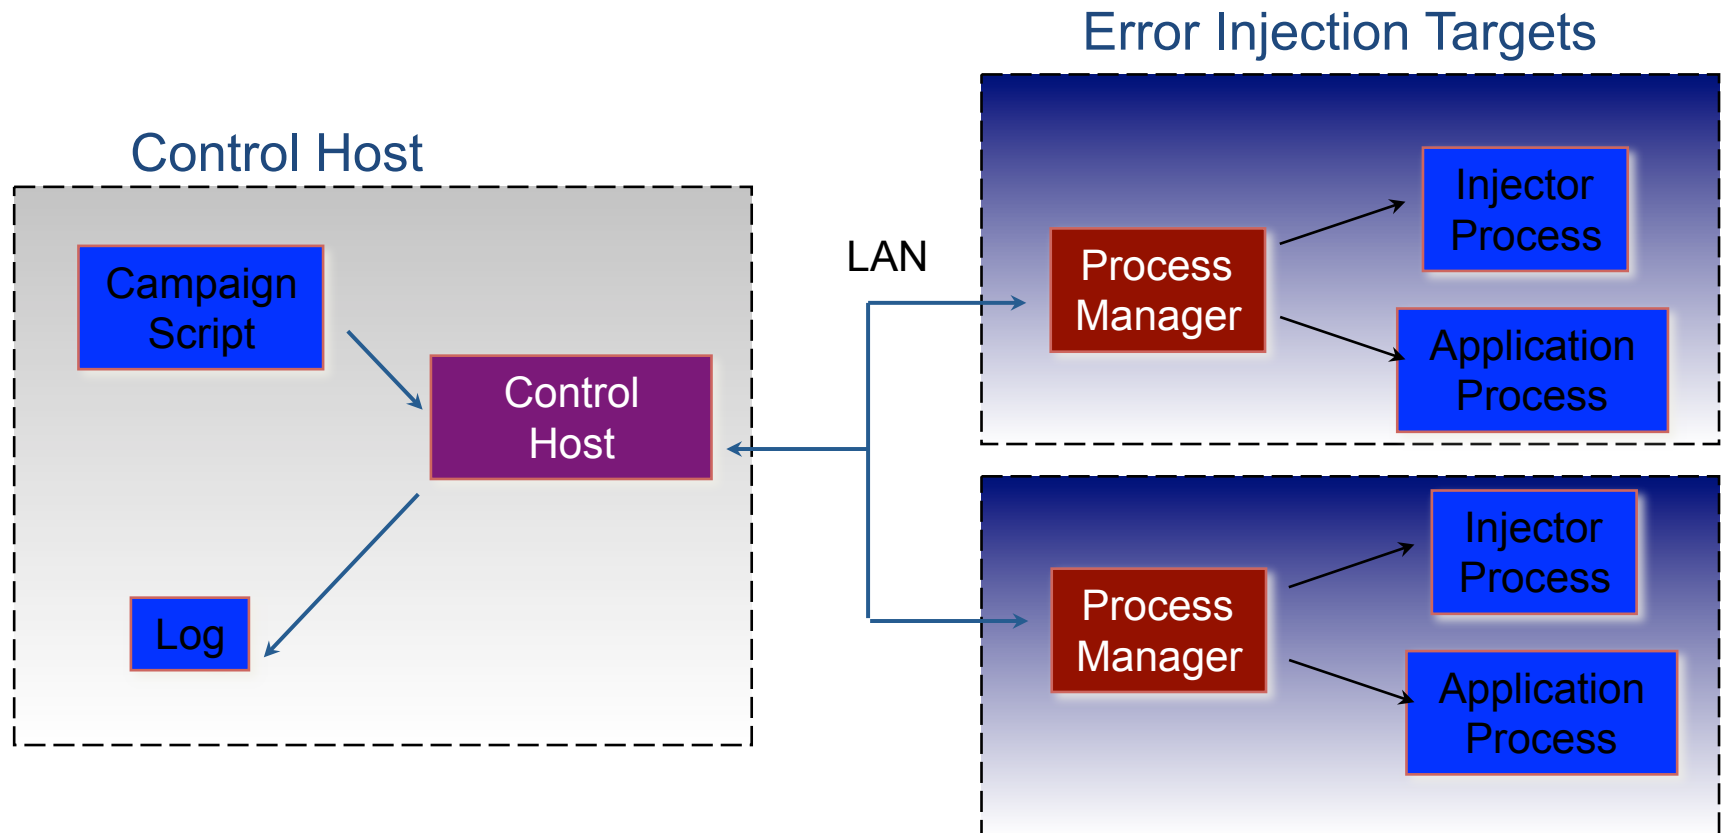 Error Injection Targets
Control Host
Campaign
Script
Control
Host
Log
LAN
Process
Manager
Injector
Process
Application
Process
Process
Manager
Injector
Process
Application
Process